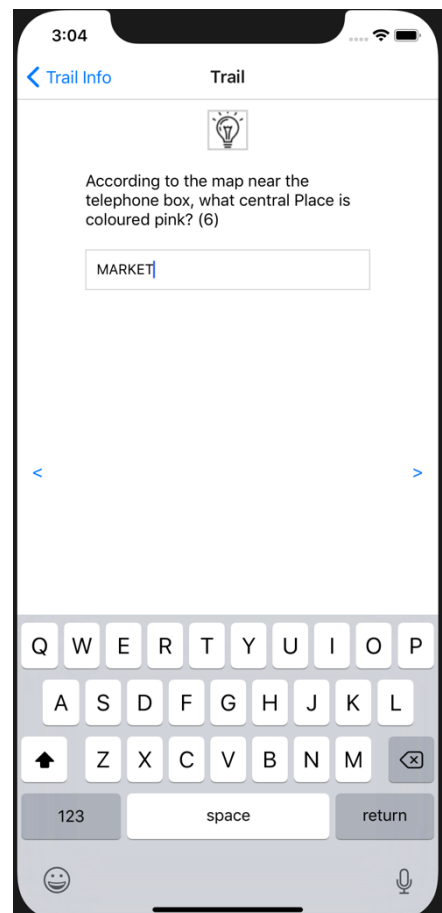 3:04
Trail Info
Trail
According to the map near the
telephone box, what central Place is
coloured pink? (6)
MARKET
< >
Q W E R T Y U I O P
A S D F G H J K L
Z X C V B N M
123 space return